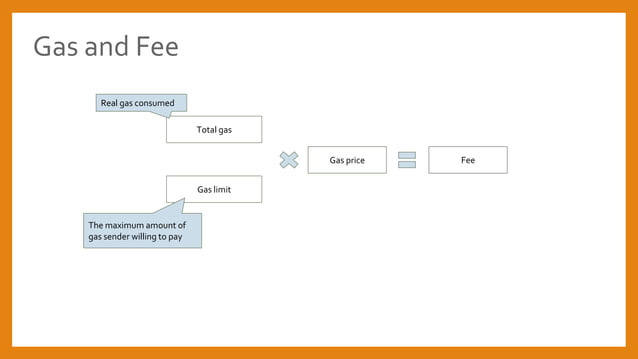 Gas and Fee
Real gas consumed
Total gas
Gas price
Fee
Gas limit
The maximum amount of
gas sender willing to pay